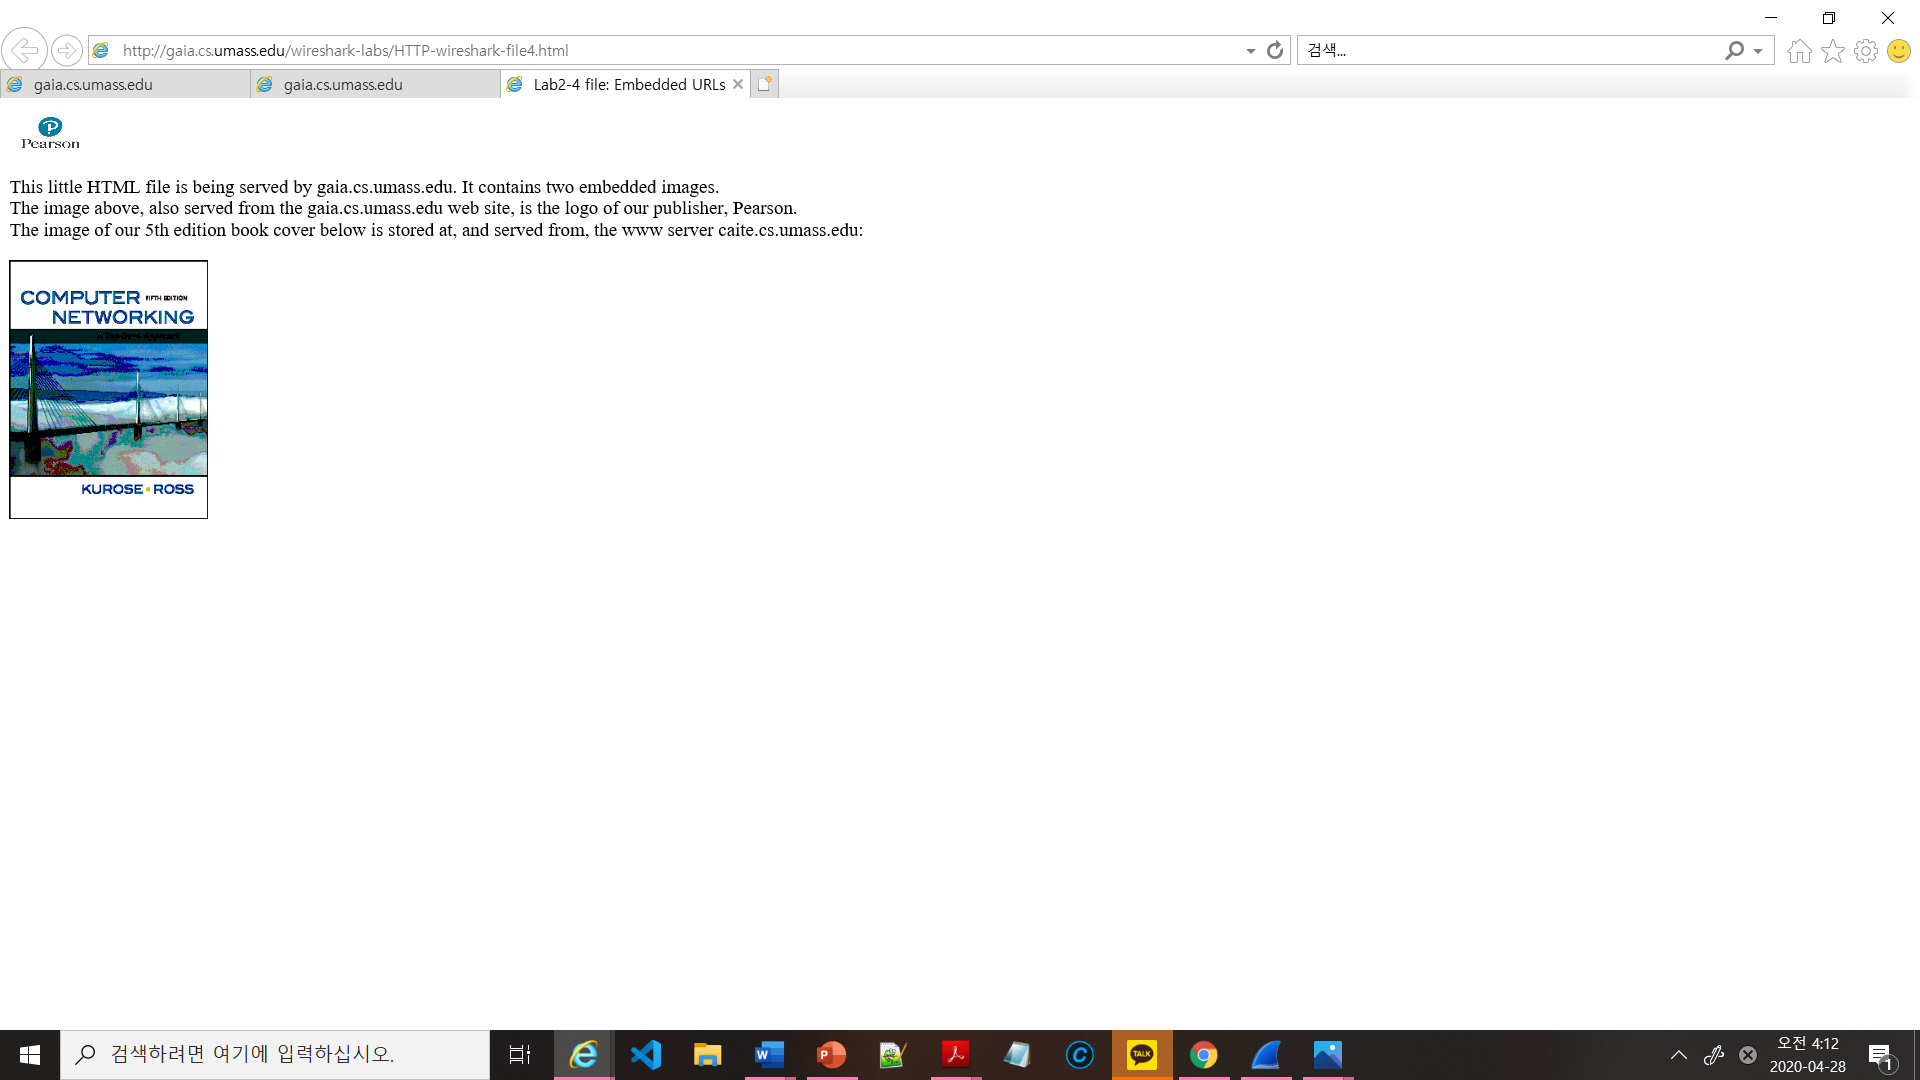 http://gaia.cs.umass.edu/wireshark-labs/HTTP-wireshark-file4.html
검색...
gaia.cs.umass.edu
gaia.cs.umass.edu
Lab2-4 file: Embedded URLs
Pearson
This little HTML file is being served by gaia.cs.umass.edu. It contains two embedded images.
The image above, also served from the gaia.cs.umass.edu web site, is the logo of our publisher, Pearson.
The image of our 5th edition book cover below is stored at, and served from, the www server caite.cs.umass.edu:
COMPUTER FIFTH EDITION
NETWORKING
A Top-Down Approach
KUROSE • ROSS
검색하려면 여기에 입력하십시오.
TALK
오전 4:12
2020-04-28
1